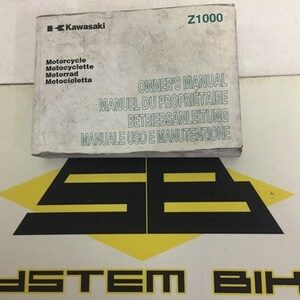 Kawasaki
Z1000
Motorcycle
Motocyclette
Motorrad
Motocicletta
OWNER'S MANUAL
MANUEL DU PROPRIÉTAIRE
BETRIEBSANLEITUNG
MANUALE USO E MANUTENZIONE
SB
YSTEM BIK